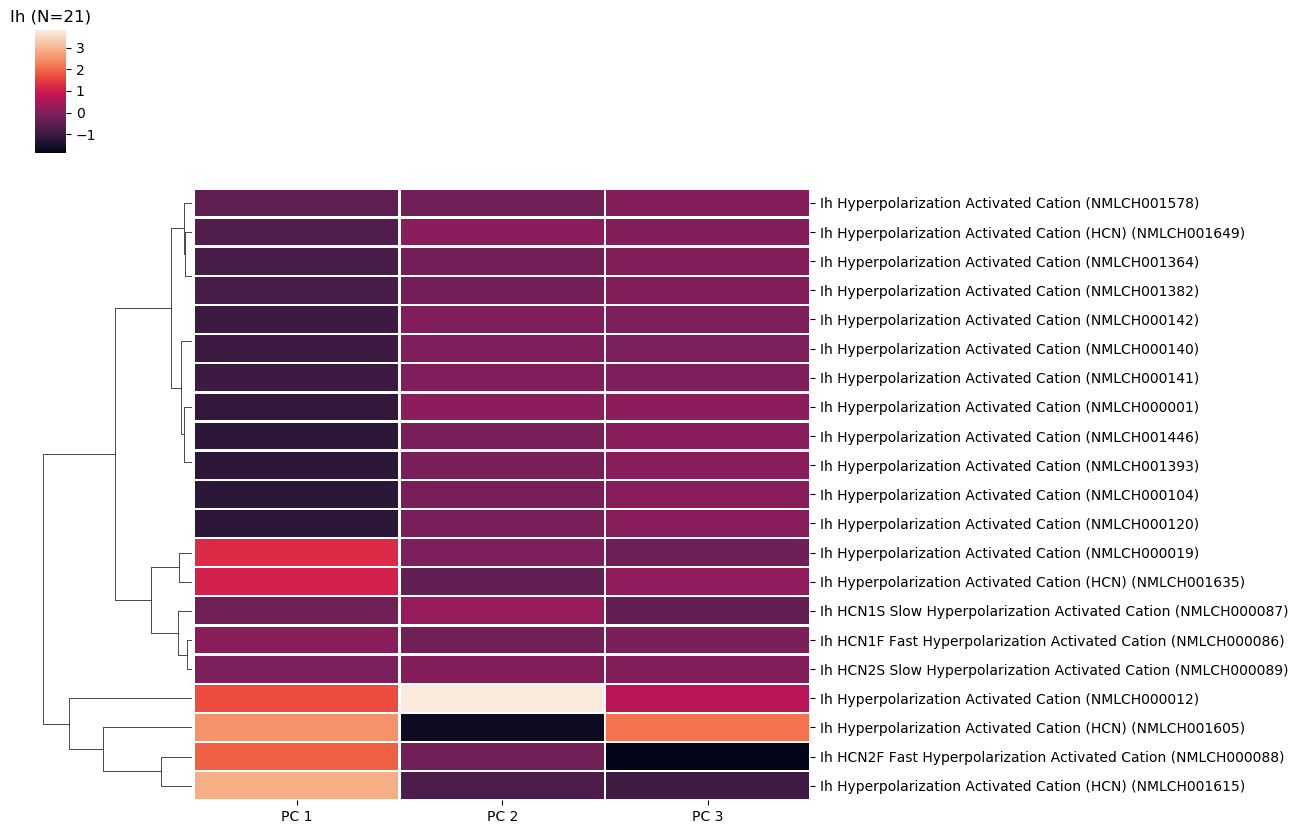 Ih (N=21)
3
2
1
0
−1
Ih Hyperpolarization Activated Cation (NMLCH001578)
Ih Hyperpolarization Activated Cation (HCN) (NMLCH001649)
Ih Hyperpolarization Activated Cation (NMLCH001364)
Ih Hyperpolarization Activated Cation (NMLCH001382)
Ih Hyperpolarization Activated Cation (NMLCH000142)
Ih Hyperpolarization Activated Cation (NMLCH000140)
Ih Hyperpolarization Activated Cation (NMLCH000141)
Ih Hyperpolarization Activated Cation (NMLCH000001)
Ih Hyperpolarization Activated Cation (NMLCH001446)
Ih Hyperpolarization Activated Cation (NMLCH001393)
Ih Hyperpolarization Activated Cation (NMLCH000104)
Ih Hyperpolarization Activated Cation (NMLCH000120)
Ih Hyperpolarization Activated Cation (NMLCH000019)
Ih Hyperpolarization Activated Cation (HCN) (NMLCH001635)
Ih HCN1S Slow Hyperpolarization Activated Cation (NMLCH000087)
Ih HCN1F Fast Hyperpolarization Activated Cation (NMLCH000086)
Ih HCN2S Slow Hyperpolarization Activated Cation (NMLCH000089)
Ih Hyperpolarization Activated Cation (NMLCH000012)
Ih Hyperpolarization Activated Cation (HCN) (NMLCH001605)
Ih HCN2F Fast Hyperpolarization Activated Cation (NMLCH000088)
Ih Hyperpolarization Activated Cation (HCN) (NMLCH001615)
PC 1 PC 2 PC 3